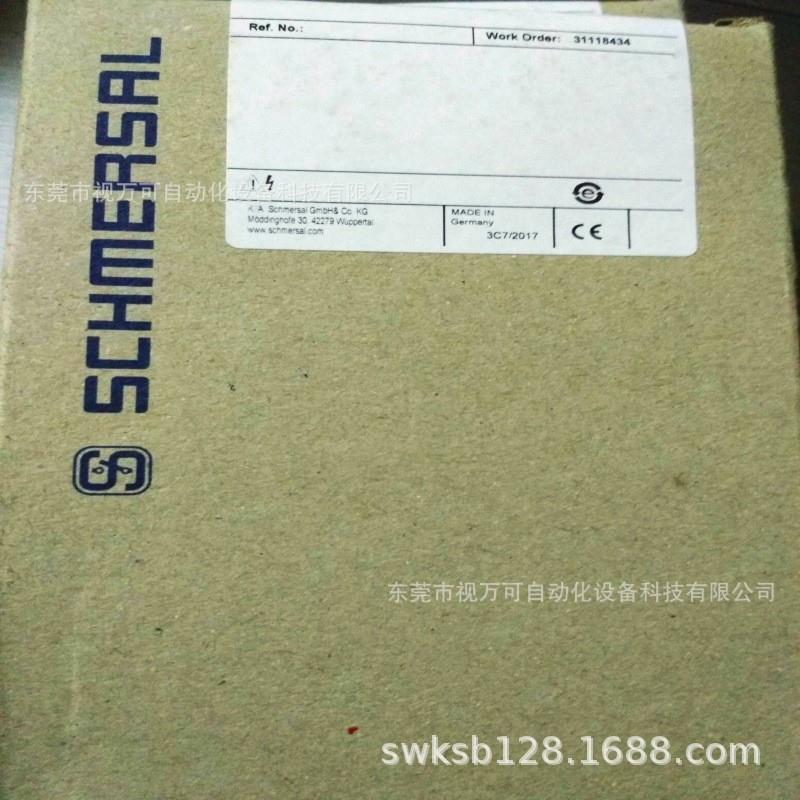 Ref. No.:
Work Order: 31118434
东莞市视万可自动化设备科技有限公司
K. A. Schmersal GmbH& Co. KG
Möddinghofe 30, 42279 Wuppertal
www.schmersal.com
MADE IN
Germany
3C7/2017
CE
SCHMERSAL
东莞市视万可自动化设备科技有限公司
swksb128.1688.com